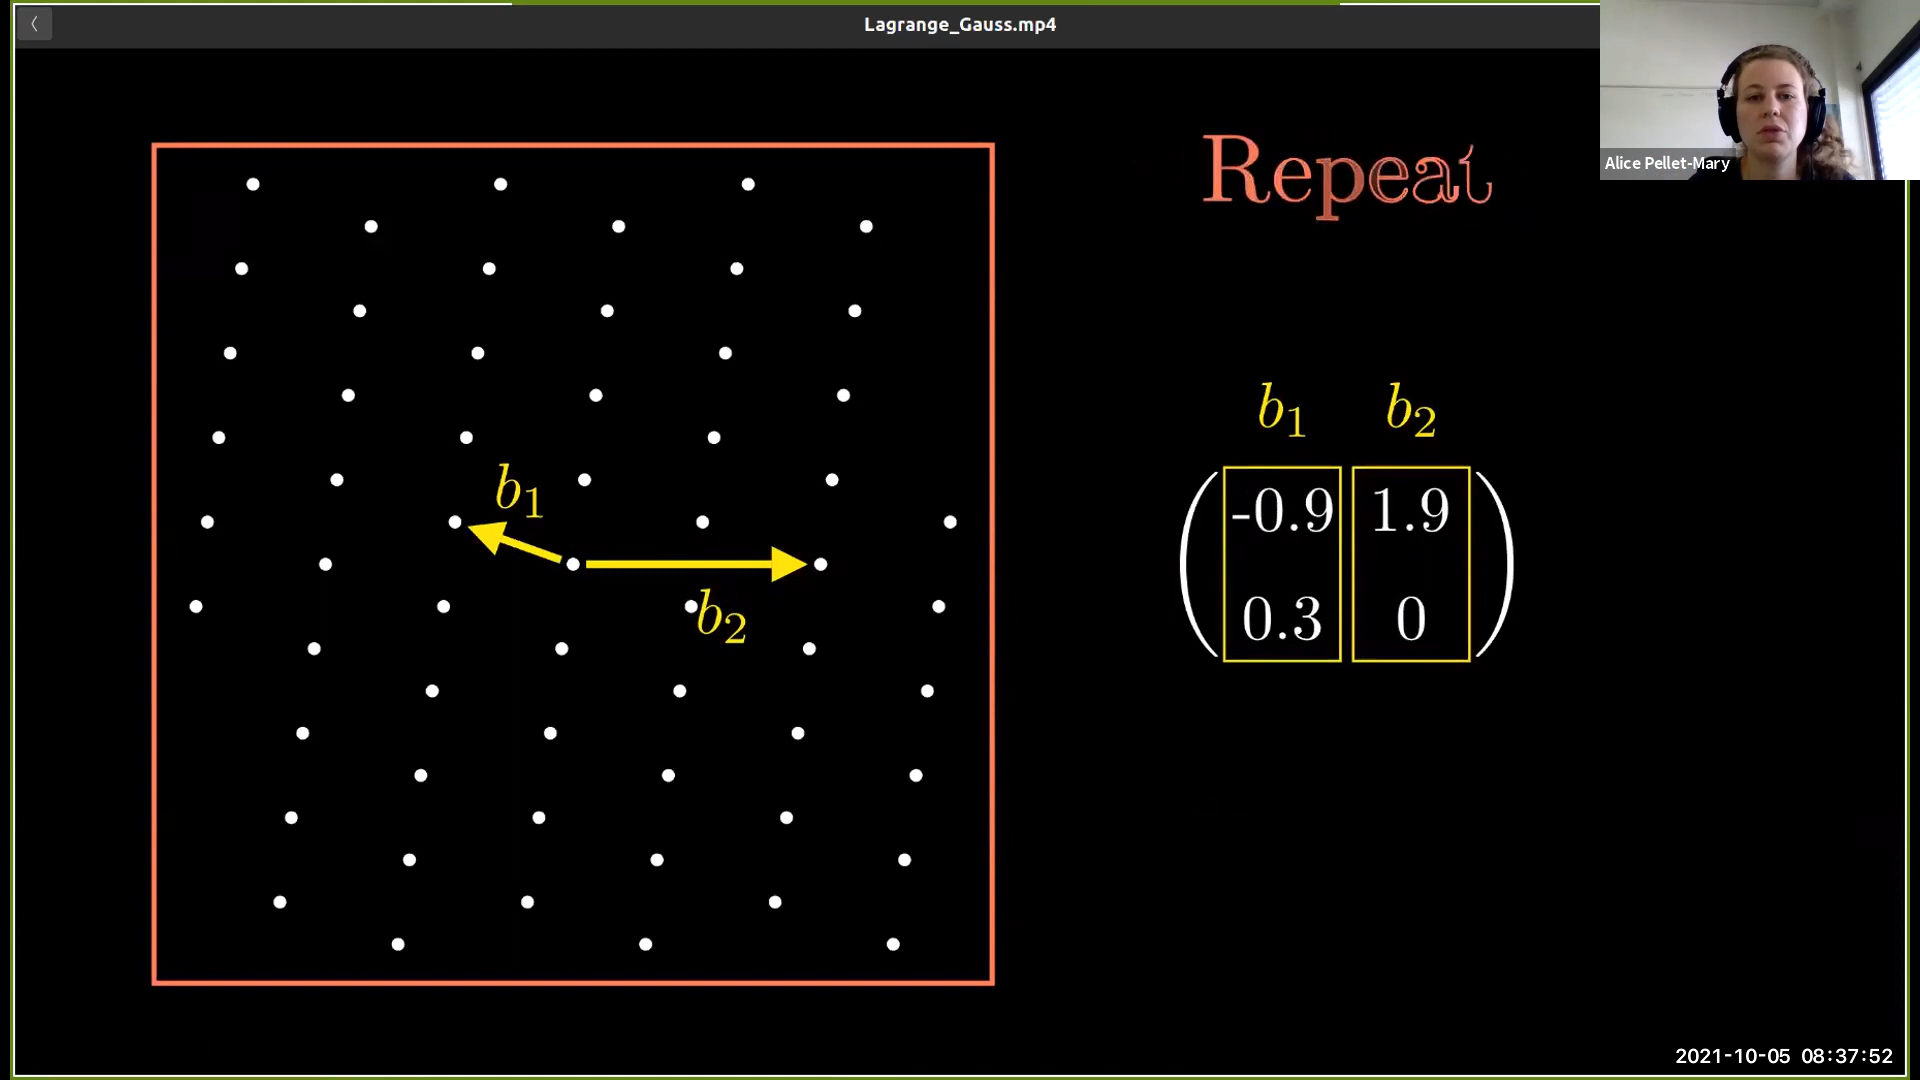 Lagrange_Gauss.mp4
Alice Pellet-Mary
Repeat
b1 b2
-0.9 1.9
0.3 0
b1
b2
2021-10-05 08:37:52